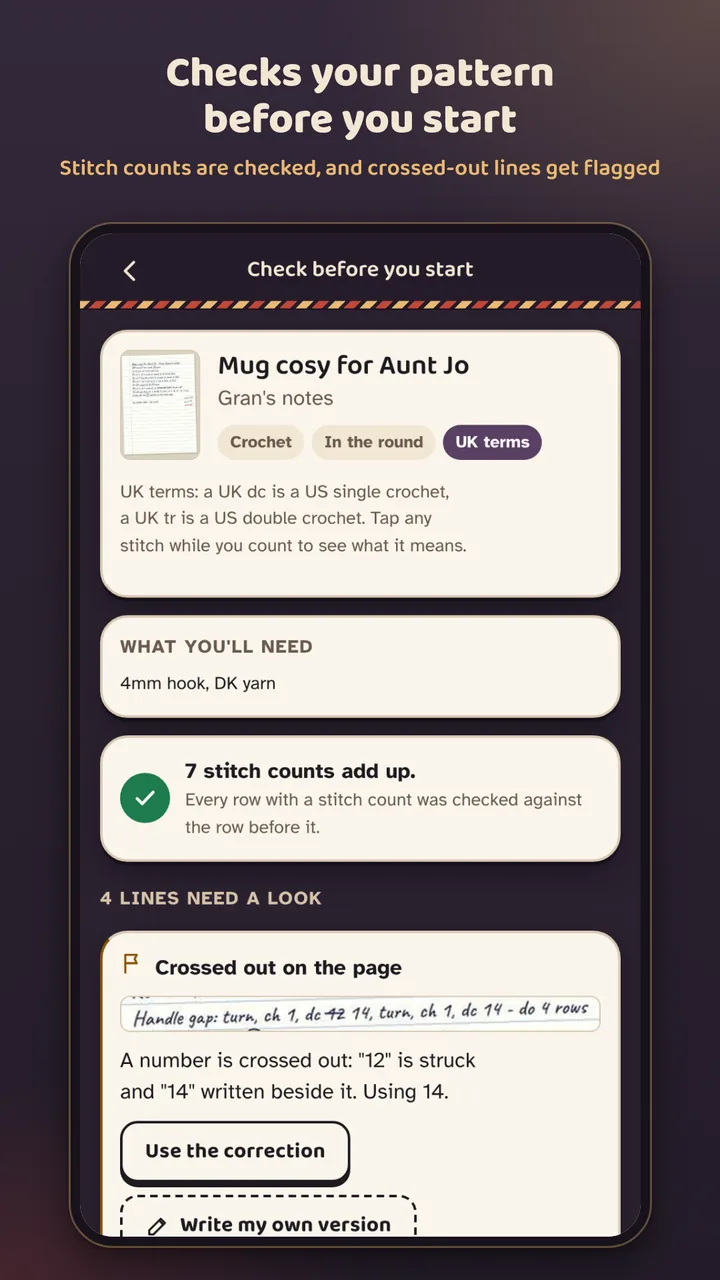 Checks your pattern
before you start
Stitch counts are checked, and crossed-out lines get flagged
Check before you start
Mug cosy for Aunt Jo
Gran's notes
Crochet
In the round
UK terms
UK terms: a UK dc is a US single crochet,
a UK tr is a US double crochet. Tap any
stitch while you count to see what it means.
WHAT YOU'LL NEED
4mm hook, DK yarn
7 stitch counts add up.
Every row with a stitch count was checked against
the row before it.
4 LINES NEED A LOOK
Crossed out on the page
Handle gap: turn, ch 1, dc 12 14, turn, ch 1, dc 14 - do 4 rows
A number is crossed out: "12" is struck
and "14" written beside it. Using 14.
Use the correction
Write my own version